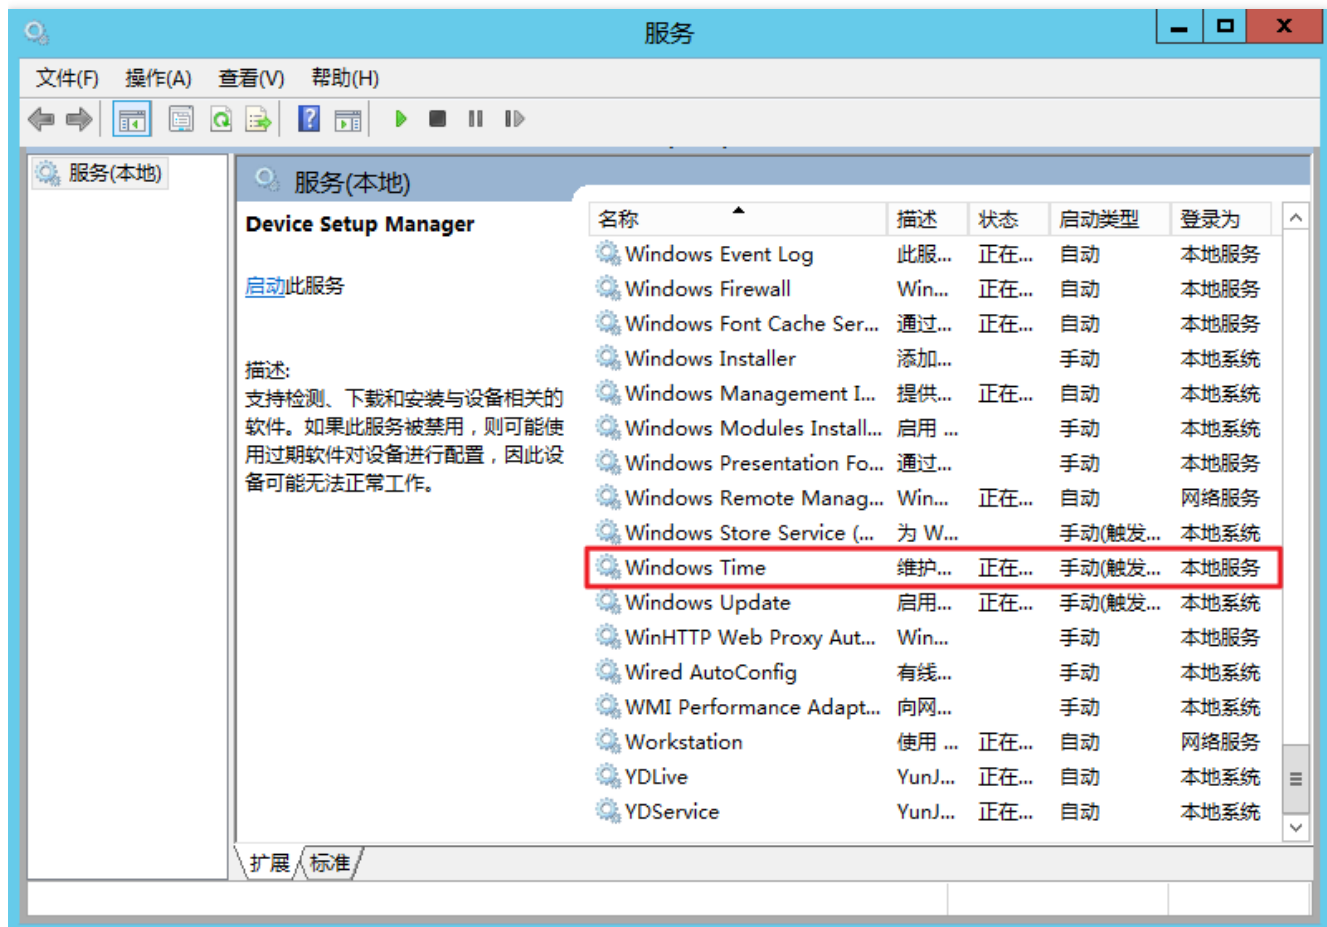 服务
文件(F) 操作(A) 查看(V) 帮助(H)
服务(本地)
服务(本地)
Device Setup Manager
启动此服务
描述:
支持检测、下载和安装与设备相关的
软件。如果此服务被禁用，则可能使
用过期软件对设备进行配置，因此设
备可能无法正常工作。
名称 描述 状态 启动类型 登录为
Windows Event Log 此服... 正在... 自动 本地服务
Windows Firewall Win... 正在... 自动 本地服务
Windows Font Cache Ser... 通过... 正在... 自动 本地服务
Windows Installer 添加... 手动 本地系统
Windows Management I... 提供... 正在... 自动 本地系统
Windows Modules Install... 启用 ... 手动 本地系统
Windows Presentation Fo... 通过... 手动 本地服务
Windows Remote Manag... Win... 正在... 自动 网络服务
Windows Store Service (... 为 W... 手动(触发... 本地系统
Windows Time 维护... 正在... 手动(触发... 本地服务
Windows Update 启用... 正在... 手动(触发... 本地系统
WinHTTP Web Proxy Aut... Win... 手动 本地服务
Wired AutoConfig 有线... 手动 本地系统
WMI Performance Adapt... 向网... 手动 本地系统
Workstation 使用 ... 正在... 自动 网络服务
YDLive YunJ... 正在... 自动 本地系统
YDService YunJ... 正在... 自动 本地系统
扩展 标准